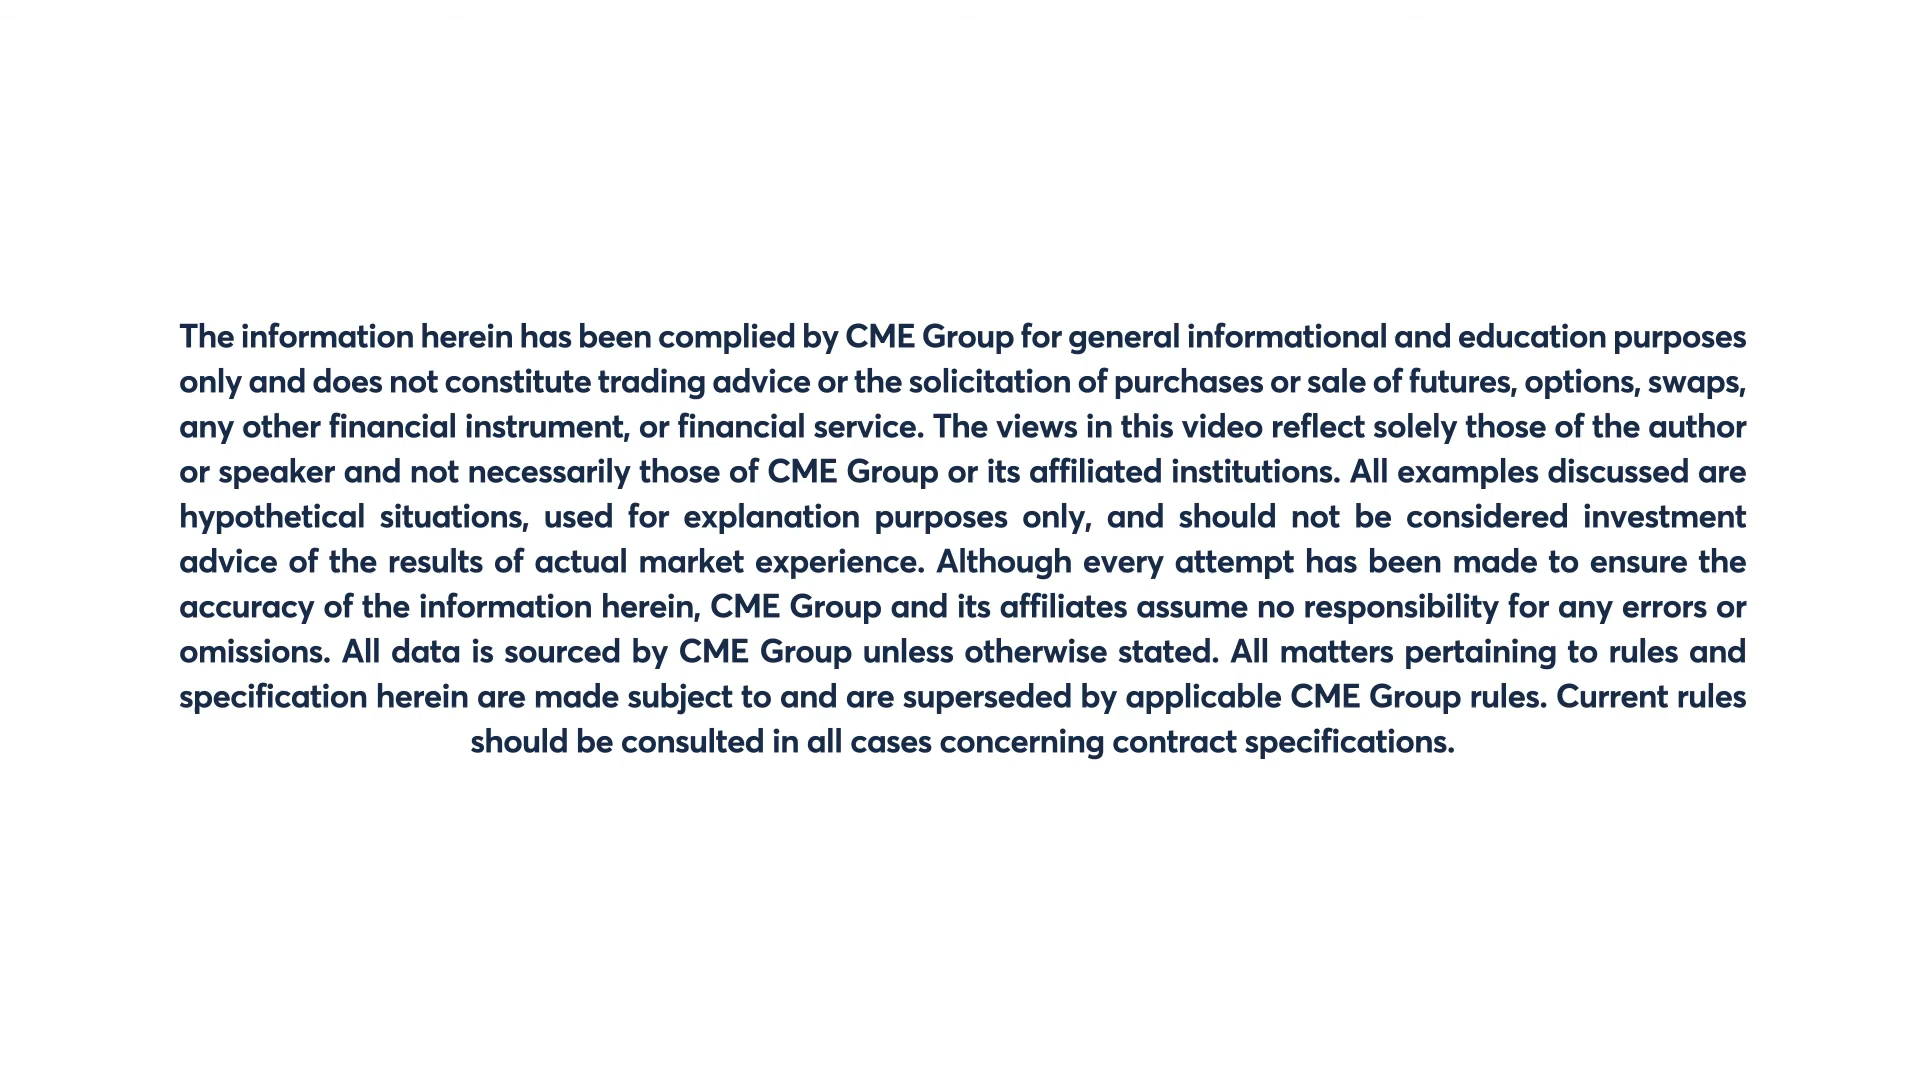 The information herein has been complied by CME Group for general informational and education purposes
only and does not constitute trading advice or the solicitation of purchases or sale of futures, options, swaps,
any other financial instrument, or financial service. The views in this video reflect solely those of the author
or speaker and not necessarily those of CME Group or its affiliated institutions. All examples discussed are
hypothetical situations, used for explanation purposes only, and should not be considered investment
advice of the results of actual market experience. Although every attempt has been made to ensure the
accuracy of the information herein, CME Group and its affiliates assume no responsibility for any errors or
omissions. All data is sourced by CME Group unless otherwise stated. All matters pertaining to rules and
specification herein are made subject to and are superseded by applicable CME Group rules. Current rules
should be consulted in all cases concerning contract specifications.